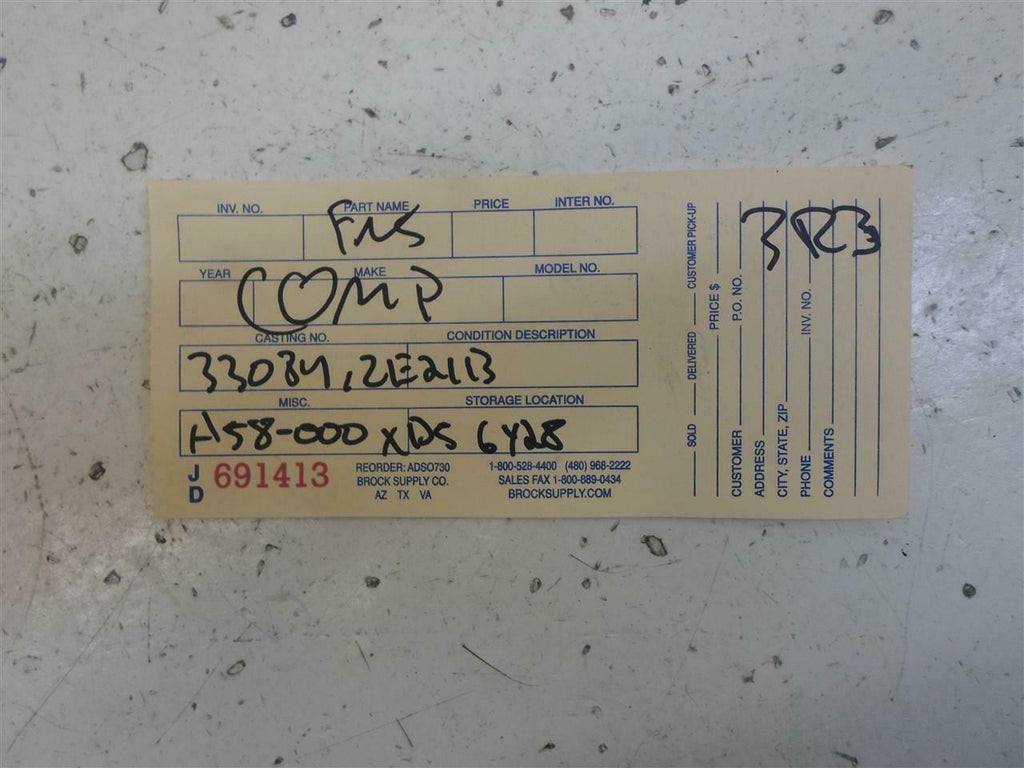 INV. NO. PART NAME PRICE INTER NO.
YEAR MAKE MODEL NO.
COMP
CASTING NO. CONDITION DESCRIPTION
33084, 2E2113
MISC. STORAGE LOCATION
H58-000 XDS 6Y28
JD 691413
REORDER: ADSO730
BROCK SUPPLY CO.
AZ TX VA
1-800-528-4400 (480) 968-2222
SALES FAX 1-800-889-0434
BROCKSUPPLY.COM
SOLD DELIVERED CUSTOMER PICK-UP
PRICE $
CUSTOMER P.O. NO.
ADDRESS
CITY, STATE, ZIP
PHONE INV. NO.
COMMENTS
3R3